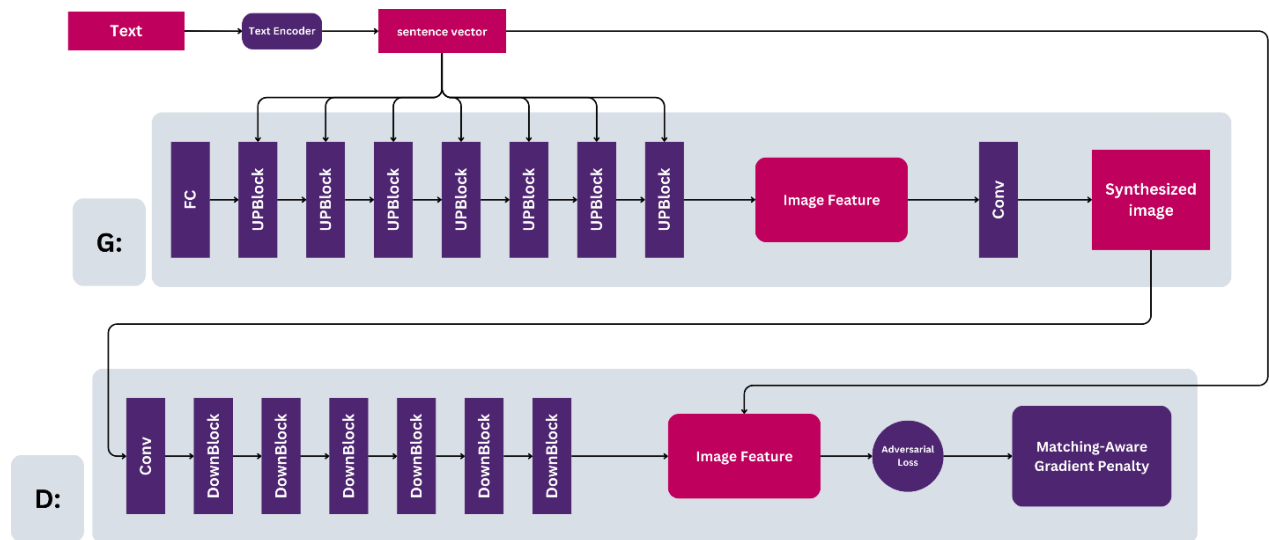 Text
Text Encoder
sentence vector
G:
FC
UPBlock
UPBlock
UPBlock
UPBlock
UPBlock
UPBlock
UPBlock
Image Feature
Conv
Synthesized
image
D:
Conv
DownBlock
DownBlock
DownBlock
DownBlock
DownBlock
DownBlock
Image Feature
Adversarial
Loss
Matching-Aware
Gradient Penalty